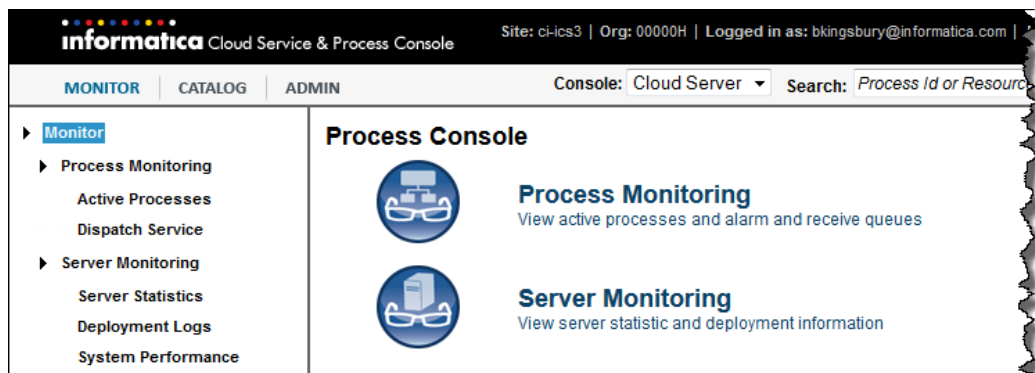 informatica Cloud Service & Process Console
Site: ci-ics3 | Org: 00000H | Logged in as: bkingsbury@informatica.com |
MONITOR | CATALOG | ADMIN
Console: Cloud Server Search: Process Id or Resourc
Monitor
Process Monitoring
Active Processes
Dispatch Service
Server Monitoring
Server Statistics
Deployment Logs
System Performance
Process Console
Process Monitoring
View active processes and alarm and receive queues
Server Monitoring
View server statistic and deployment information